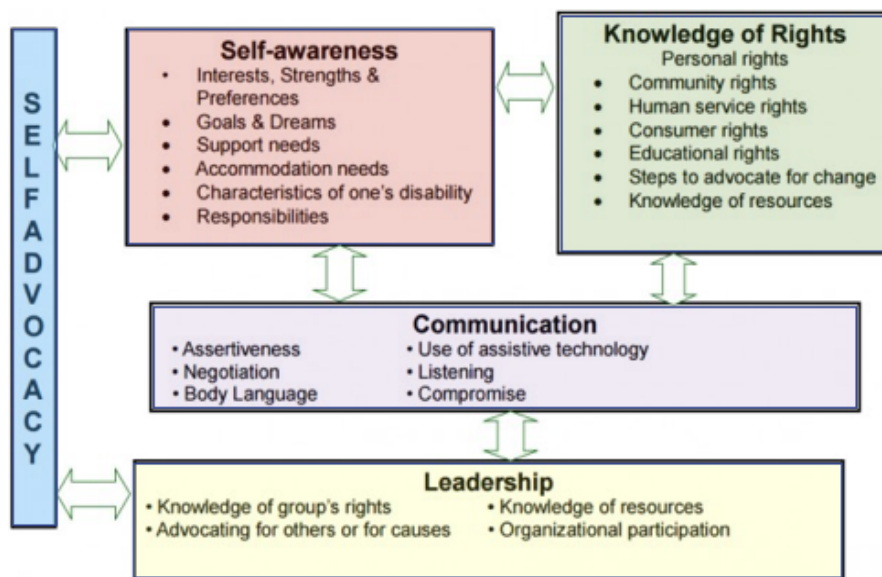 SELF ADVOCACY
Self-awareness
• Interests, Strengths &
Preferences
• Goals & Dreams
• Support needs
• Accommodation needs
• Characteristics of one's disability
• Responsibilities
Knowledge of Rights
Personal rights
• Community rights
• Human service rights
• Consumer rights
• Educational rights
• Steps to advocate for change
• Knowledge of resources
Communication
• Assertiveness
• Negotiation
• Body Language
• Use of assistive technology
• Listening
• Compromise
Leadership
• Knowledge of group's rights
• Advocating for others or for causes
• Knowledge of resources
• Organizational participation